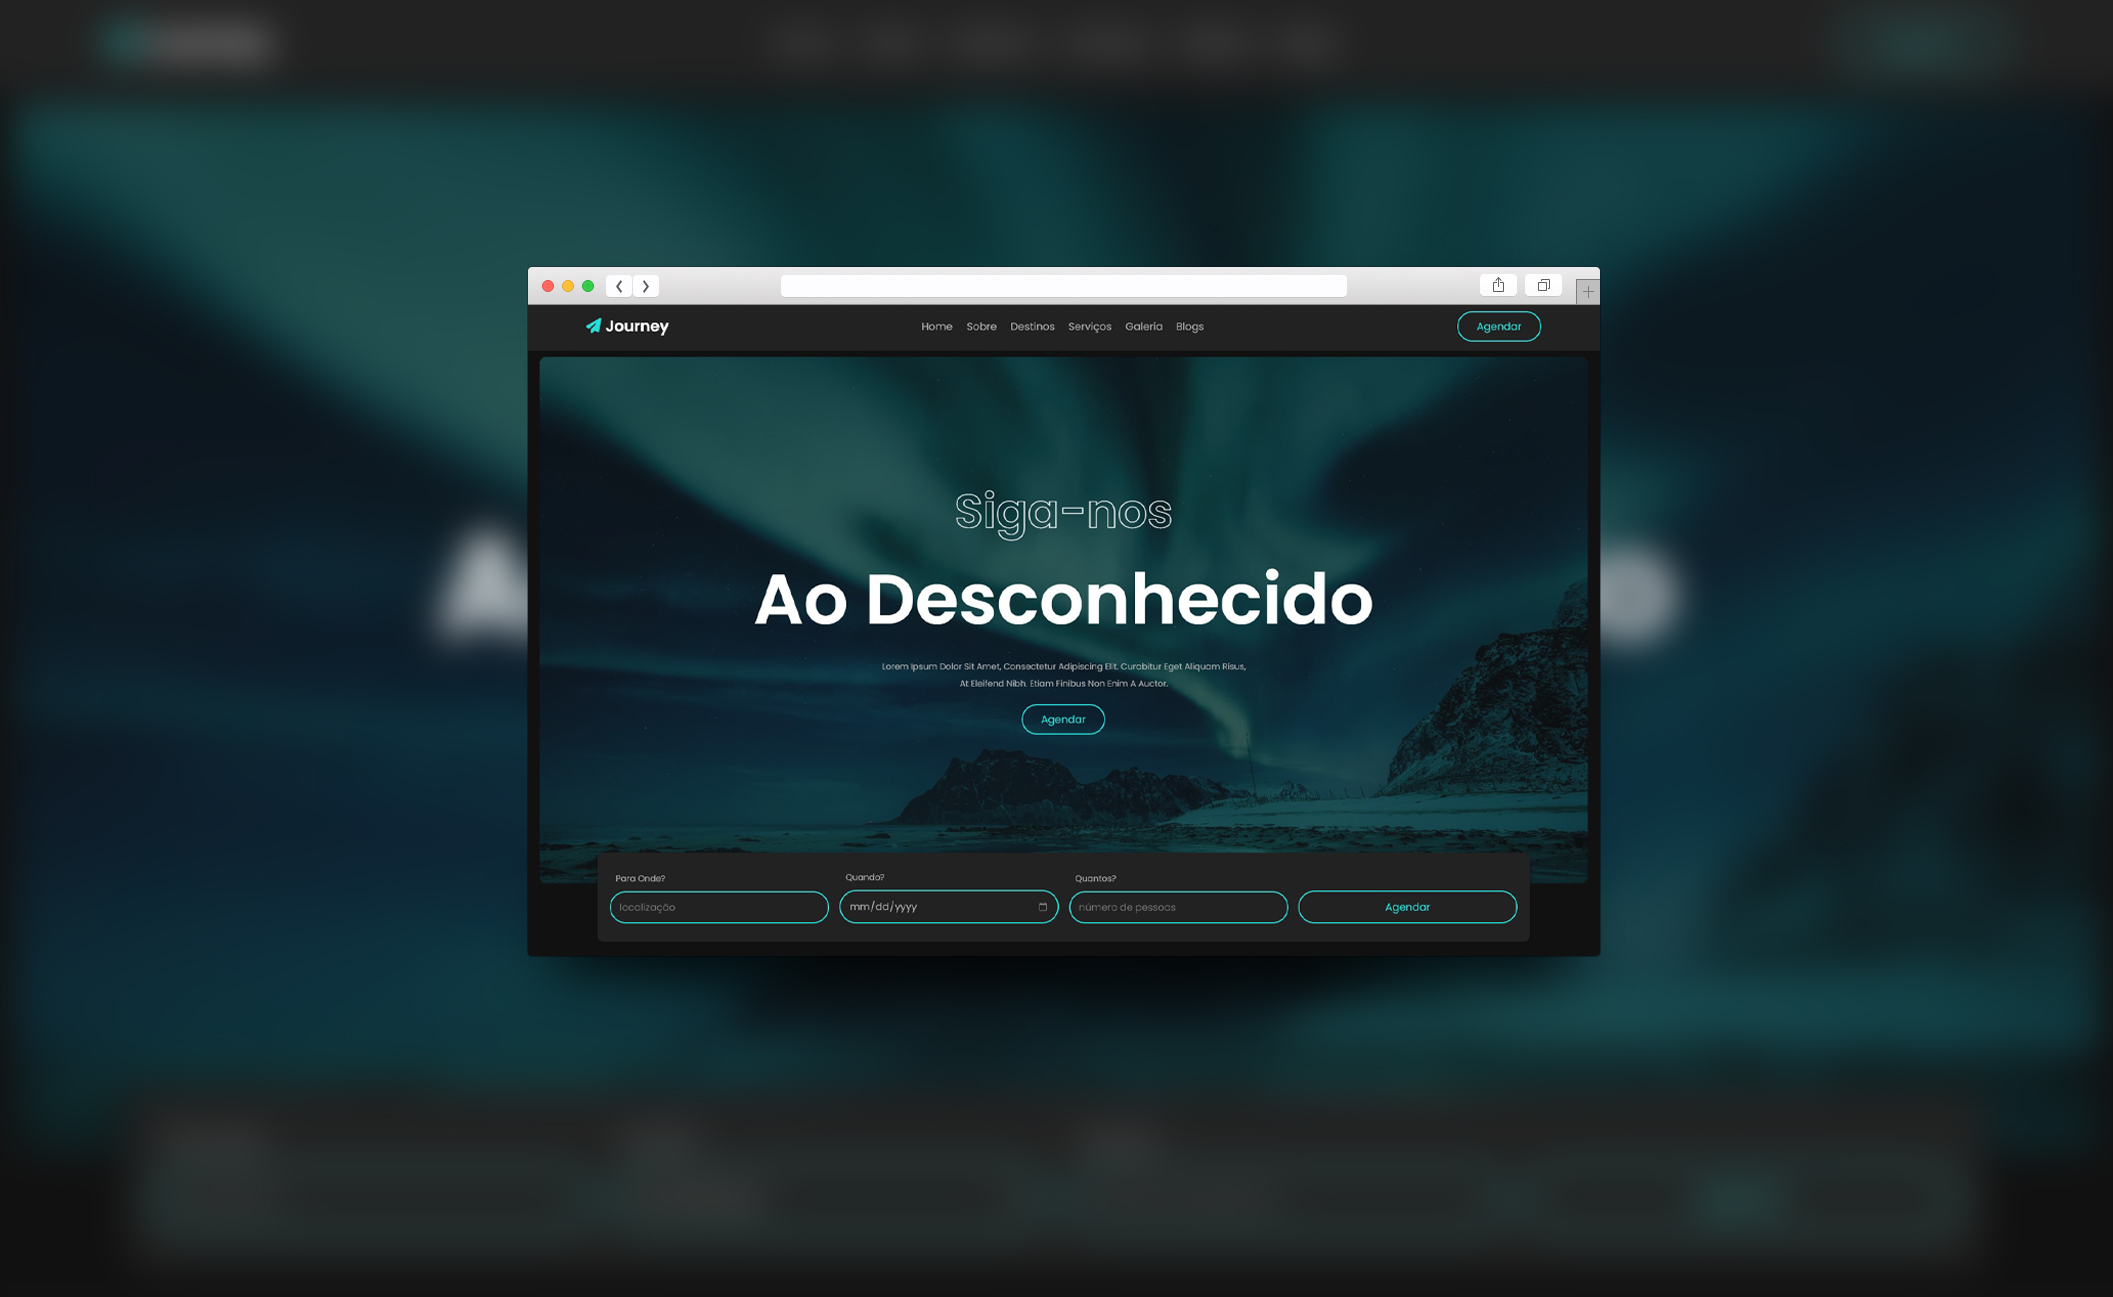 Journey
Home Sobre Destinos Serviços Galeria Blogs
Agendar
Siga-nos
Ao Desconhecido
Lorem Ipsum Dolor Sit Amet, Consectetur Adipiscing Elit. Curabitur Eget Aliquam Risus,
At Eleifend Nibh. Etiam Finibus Non Enim A Auctor.
Agendar
Para Onde?
Quando?
Quantos?
localização
mm/dd/yyyy
número de pessoas
Agendar